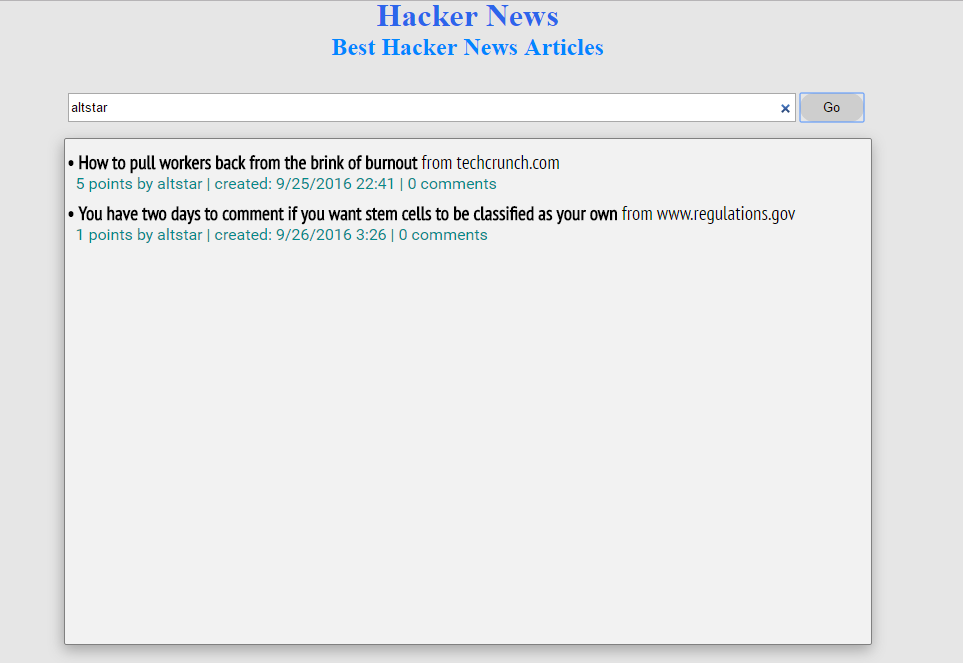 Hacker News
Best Hacker News Articles
altstar × Go
• How to pull workers back from the brink of burnout from techcrunch.com
5 points by altstar | created: 9/25/2016 22:41 | 0 comments
• You have two days to comment if you want stem cells to be classified as your own from www.regulations.gov
1 points by altstar | created: 9/26/2016 3:26 | 0 comments